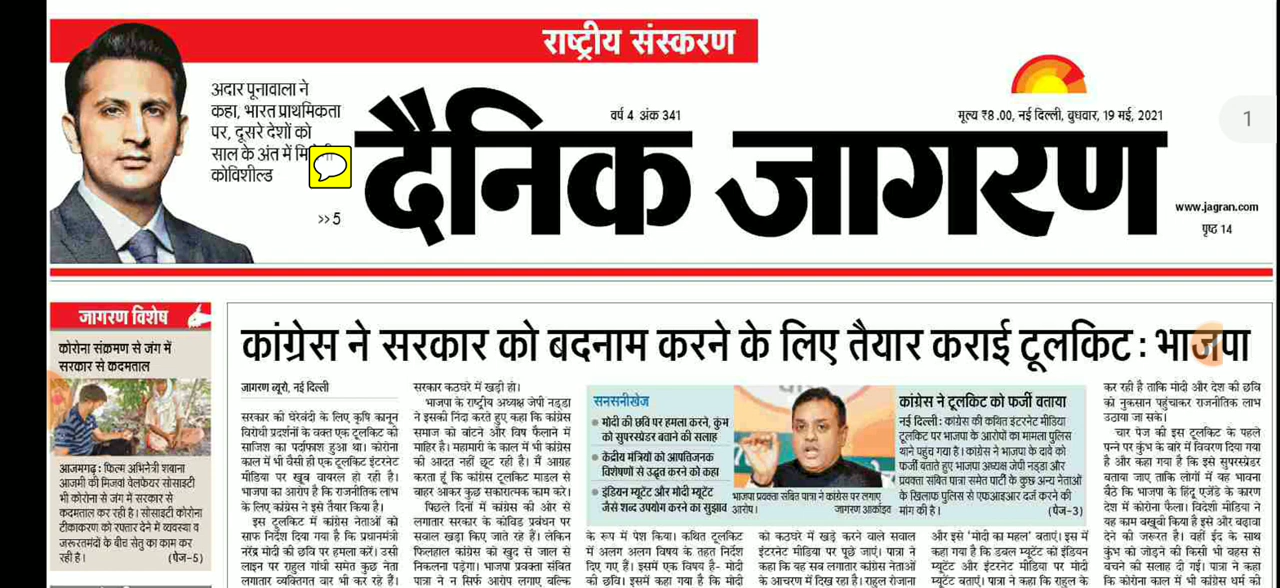 राष्ट्रीय संस्करण
अदार पूनावाला ने
कहा, भारत प्राथमिकता
पर, दूसरे देशों को
साल के अंत में
कोविशील्ड
>> 5
वर्ष 4 अंक 341
मूल्य ₹8.00, नई दिल्ली, बुधवार, 19 मई, 2021
1
दैनिक जागरण
www.jagran.com
पृष्ठ 14
जागरण विशेष
कोरोना संक्रमण से जंग में
सरकार से कदमताल
आजमगढ़ : फिल्म अभिनेत्री शबाना
आजमी की मिजवां वेलफेयर सोसाइटी
भी कोरोना से जंग में सरकार से
कदमताल कर रही है। सोसाइटी कोरोना
टीकाकरण को रफ्तार देने में व्यवस्था व
जरूरतमंदों के बीच सेतु का काम कर
रही है। (पेज-5)
कांग्रेस ने सरकार को बदनाम करने के लिए तैयार कराई टूलकिट : भाजपा
जागरण ब्यूरो, नई दिल्ली
सरकार की घेरेबंदी के लिए कृषि कानून
विरोधी प्रदर्शनों के वक्त एक टूलकिट की
साजिश का पर्दाफाश हुआ था। कोरोना
काल में भी वैसी ही एक टूलकिट इंटरनेट
मीडिया पर खूब वायरल हो रही है।
भाजपा का आरोप है कि राजनीतिक लाभ
के लिए कांग्रेस ने इसे तैयार किया है।
इस टूलकिट में कांग्रेस नेताओं को
साफ निर्देश दिया गया है कि प्रधानमंत्री
नरेंद्र मोदी की छवि पर हमला करें। उसी
लाइन पर राहुल गांधी समेत कुछ नेता
लगातार व्यक्तिगत वार भी कर रहे हैं।
सरकार कठघरे में खड़ी हो।
भाजपा के राष्ट्रीय अध्यक्ष जेपी नड्डा
ने इसकी निंदा करते हुए कहा कि कांग्रेस
समाज को बांटने और विष फैलाने में
माहिर है। महामारी के काल में भी कांग्रेस
की आदत नहीं छूट रही है। मैं आग्रह
करता हूं कि कांग्रेस टूलकिट माडल से
बाहर आकर कुछ सकारात्मक काम करे।
पिछले दिनों में कांग्रेस की ओर से
लगातार सरकार के कोविड प्रबंधन पर
सवाल खड़ा किए जाते रहे हैं। लेकिन
फिलहाल कांग्रेस का खुद से जाल से
निकलना पड़ेगा। भाजपा प्रवक्ता संबित
पात्रा ने न सिर्फ आरोप लगाए बल्कि
सनसनीखेज
● मोदी की छवि पर हमला करने, कुंभ
को सुपरस्प्रेडर बताने की सलाह
● केंद्रीय मंत्रियों को आपत्तिजनक
विशेषणों से उद्धृत करने को कहा
● इंडियन म्यूटेंट और मोदी म्यूटेंट
जैसे शब्द उपयोग करने का सुझाव
भाजपा प्रवक्ता संबित पात्रा ने कांग्रेस पर लगाए
आरोप। जागरण आर्काइव
कांग्रेस ने टूलकिट को फर्जी बताया
नई दिल्ली : कांग्रेस की कथित इंटरनेट मीडिया
टूलकिट पर भाजपा के आरोपों का मामला पुलिस
थाने पहुंच गया है। कांग्रेस ने भाजपा के दावे को
फर्जी बताते हुए भाजपा अध्यक्ष जेपी नड्डा और
प्रवक्ता संबित पात्रा समेत पार्टी के कुछ अन्य नेताओं
के खिलाफ पुलिस से एफआइआर दर्ज करने की
मांग की है। (पेज-3)
के रूप में पेश किया। कथित टूलकिट
में अलग अलग विषय के तहत निर्देश
दिए गए हैं। इसमें एक विषय है- मोदी
की छवि। इसमें कहा गया है कि मोदी
को कठघरे में खड़े करने वाले सवाल
इंटरनेट मीडिया पर पूछे जाएं। पात्रा ने
कहा कि यह सब लगातार कांग्रेस नेताओं
के आचरण में दिख रहा है। राहुल रोजाना
और इसे 'मोदी का महल' बताएं। इस में
कहा गया है कि डबल म्यूटेंट को इंडियन
म्यूटेंट और इंटरनेट मीडिया पर मोदी
म्यूटेंट बताएं। पात्रा ने कहा कि राहुल के
कर रही है ताकि मोदी और देश की छवि
को नुकसान पहुंचाकर राजनीतिक लाभ
उठाया जा सके।
चार पेज की इस टूलकिट के पहले
पन्ने पर कुंभ के बारे में विवरण दिया गया
है और कहा गया है कि इसे सुपरस्प्रेडर
बताया जाए ताकि लोगों में यह भावना
बैठे कि भाजपा के हिंदू एजेंडे के कारण
देश में कोरोना फैला। विदेशी मीडिया ने
यह काम बखूबी किया है इसे और बढ़ावा
देने की जरूरत है। वहीं ईद के साथ
कुंभ को जोड़ने की किसी भी बहस से
बचने की सलाह दी गई। पात्रा ने कहा
कि कोरोना काल में भी कांग्रेस धर्म को